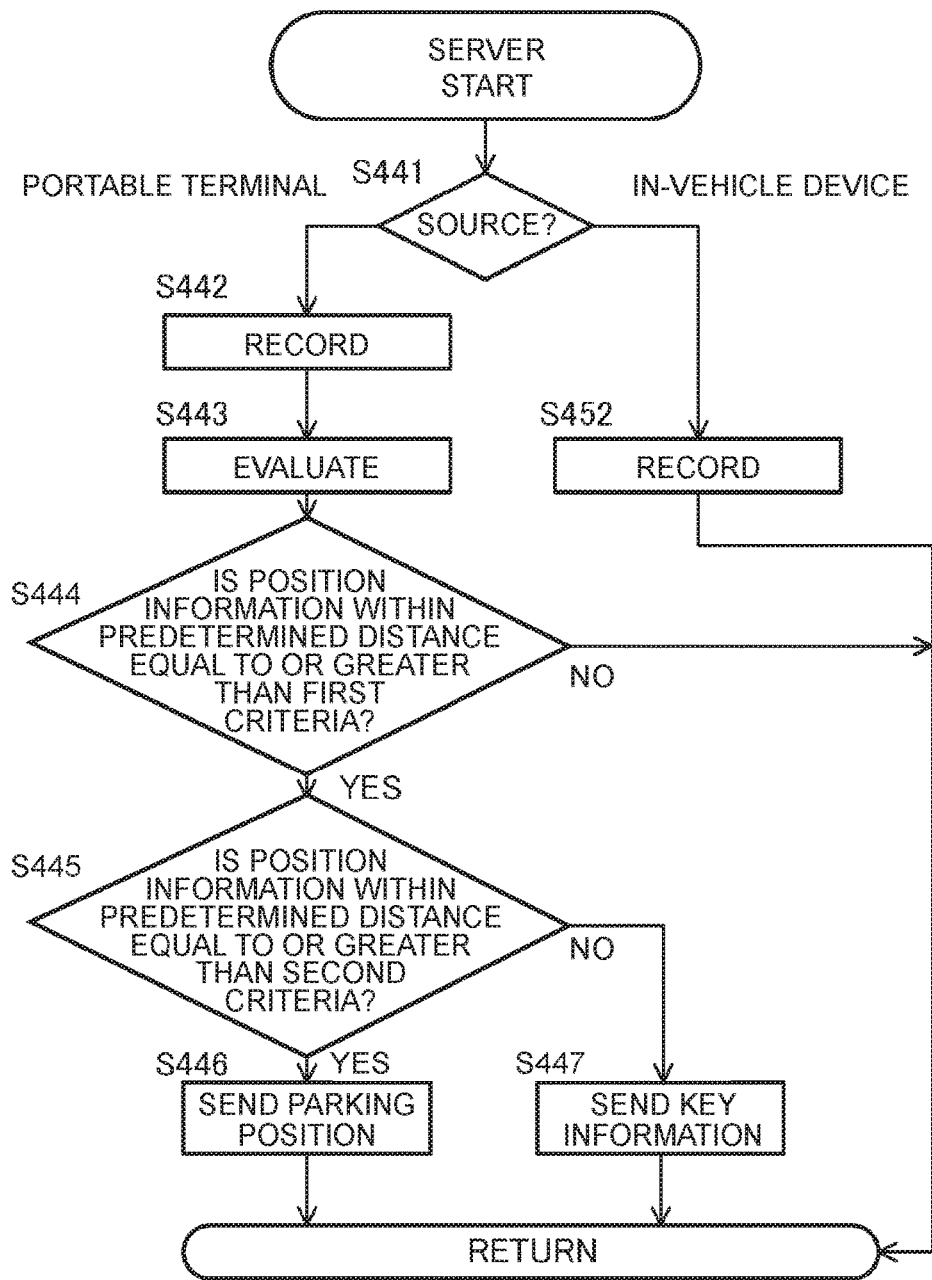 SERVER
START
S441
PORTABLE TERMINAL
IN-VEHICLE DEVICE
SOURCE?
S442
RECORD
S443
EVALUATE
S452
RECORD
S444
IS POSITION
INFORMATION WITHIN
PREDETERMINED DISTANCE
EQUAL TO OR GREATER
THAN FIRST
CRITERIA?
NO
YES
S445
IS POSITION
INFORMATION WITHIN
PREDETERMINED DISTANCE
EQUAL TO OR GREATER
THAN SECOND
CRITERIA?
NO
YES
S446
SEND PARKING
POSITION
S447
SEND KEY
INFORMATION
RETURN